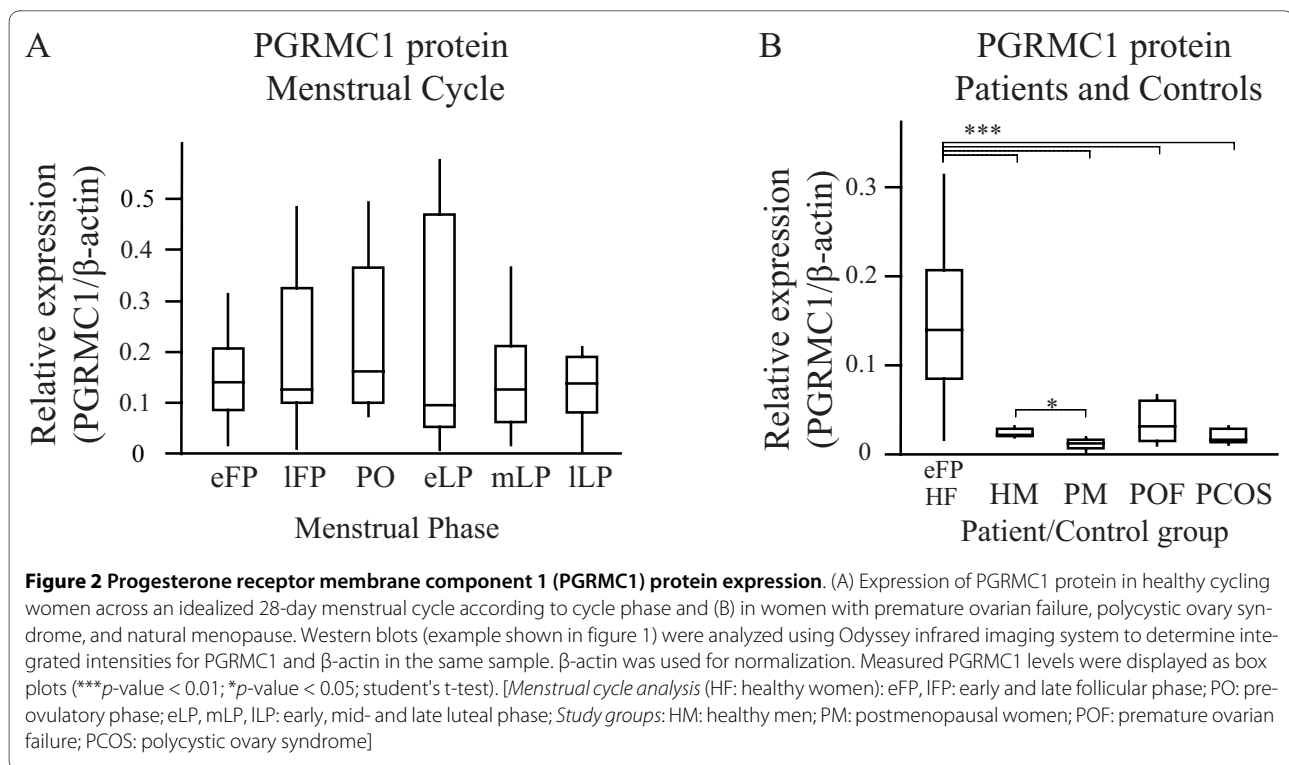 A
PGRMC1 protein
Menstrual Cycle
Relative expression
(PGRMC1/β-actin)
0.5
0.4
0.3
0.2
0.1
0
eFP lFP PO eLP mLP lLP
Menstrual Phase
B
PGRMC1 protein
Patients and Controls
Relative expression
(PGRMC1/β-actin)
***
0.3
0.2
0.1
*
0
eFP
HF HM PM POF PCOS
Patient/Control group
Figure 2 Progesterone receptor membrane component 1 (PGRMC1) protein expression. (A) Expression of PGRMC1 protein in healthy cycling
women across an idealized 28-day menstrual cycle according to cycle phase and (B) in women with premature ovarian failure, polycystic ovary syn-
drome, and natural menopause. Western blots (example shown in figure 1) were analyzed using Odyssey infrared imaging system to determine inte-
grated intensities for PGRMC1 and β-actin in the same sample. β-actin was used for normalization. Measured PGRMC1 levels were displayed as box
plots (***p-value < 0.01; *p-value < 0.05; student's t-test). [Menstrual cycle analysis (HF: healthy women): eFP, lFP: early and late follicular phase; PO: pre-
ovulatory phase; eLP, mLP, lLP: early, mid- and late luteal phase; Study groups: HM: healthy men; PM: postmenopausal women; POF: premature ovarian
failure; PCOS: polycystic ovary syndrome]